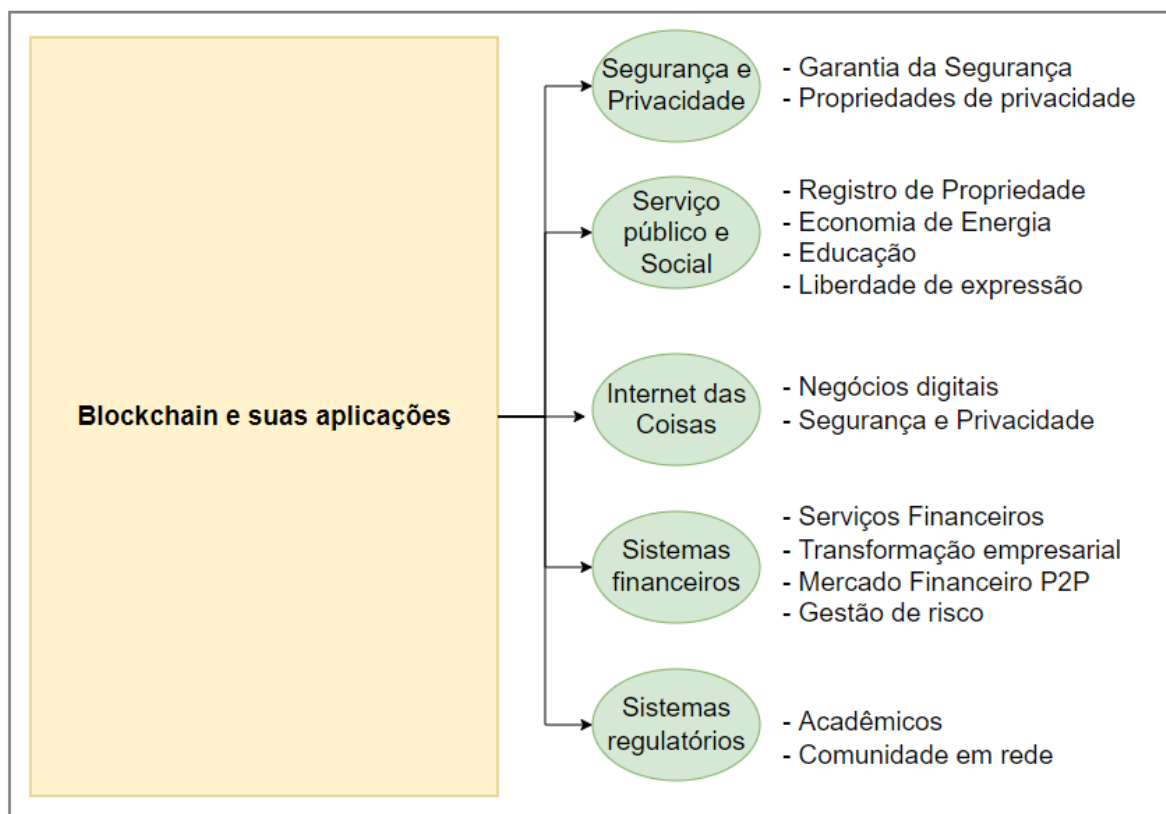 Blockchain e suas aplicações
Segurança e
Privacidade
- Garantia da Segurança
- Propriedades de privacidade
Serviço
público e
Social
- Registro de Propriedade
- Economia de Energia
- Educação
- Liberdade de expressão
Internet das
Coisas
- Negócios digitais
- Segurança e Privacidade
Sistemas
financeiros
- Serviços Financeiros
- Transformação empresarial
- Mercado Financeiro P2P
- Gestão de risco
Sistemas
regulatórios
- Acadêmicos
- Comunidade em rede